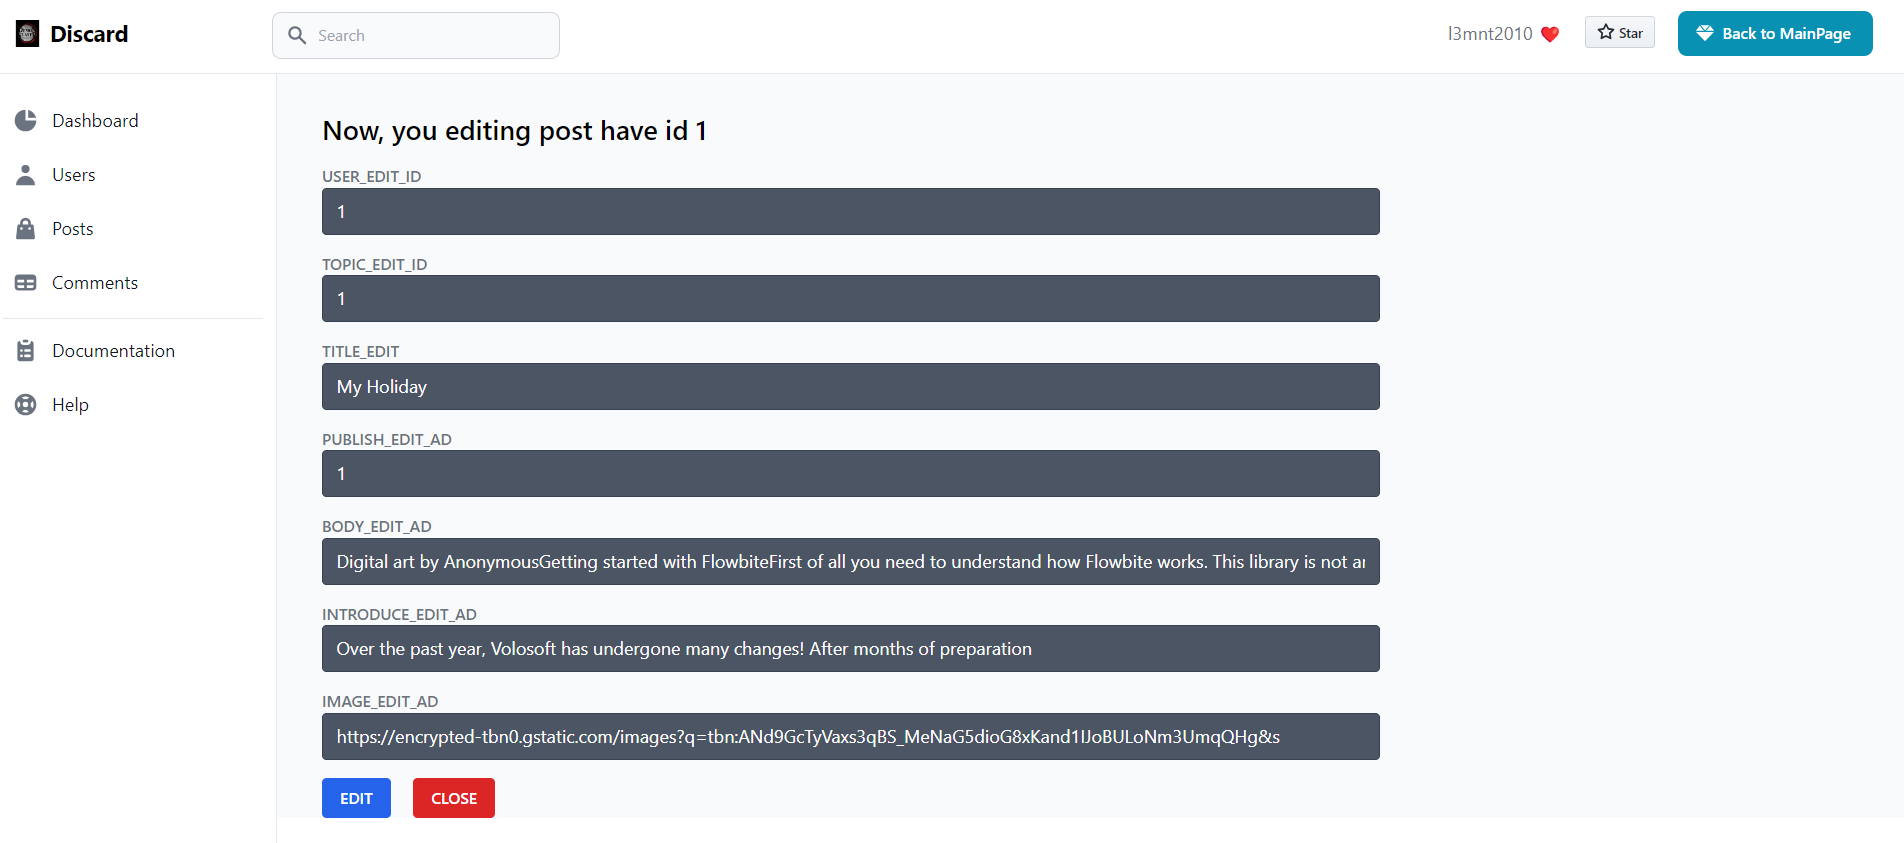 Discard
Search
l3mnt2010
Star
Back to MainPage
Dashboard
Users
Posts
Comments
Documentation
Help
Now, you editing post have id 1
USER_EDIT_ID
1
TOPIC_EDIT_ID
1
TITLE_EDIT
My Holiday
PUBLISH_EDIT_AD
1
BODY_EDIT_AD
Digital art by AnonymousGetting started with FlowbiteFirst of all you need to understand how Flowbite works. This library is not
INTRODUCE_EDIT_AD
Over the past year, Volosoft has undergone many changes! After months of preparation
IMAGE_EDIT_AD
https://encrypted-tbn0.gstatic.com/images?q=tbn:ANd9GcTyVaxs3qBS_MeNaG5dioG8xKand1IJoBULoNm3UmqQHg&s
EDIT
CLOSE